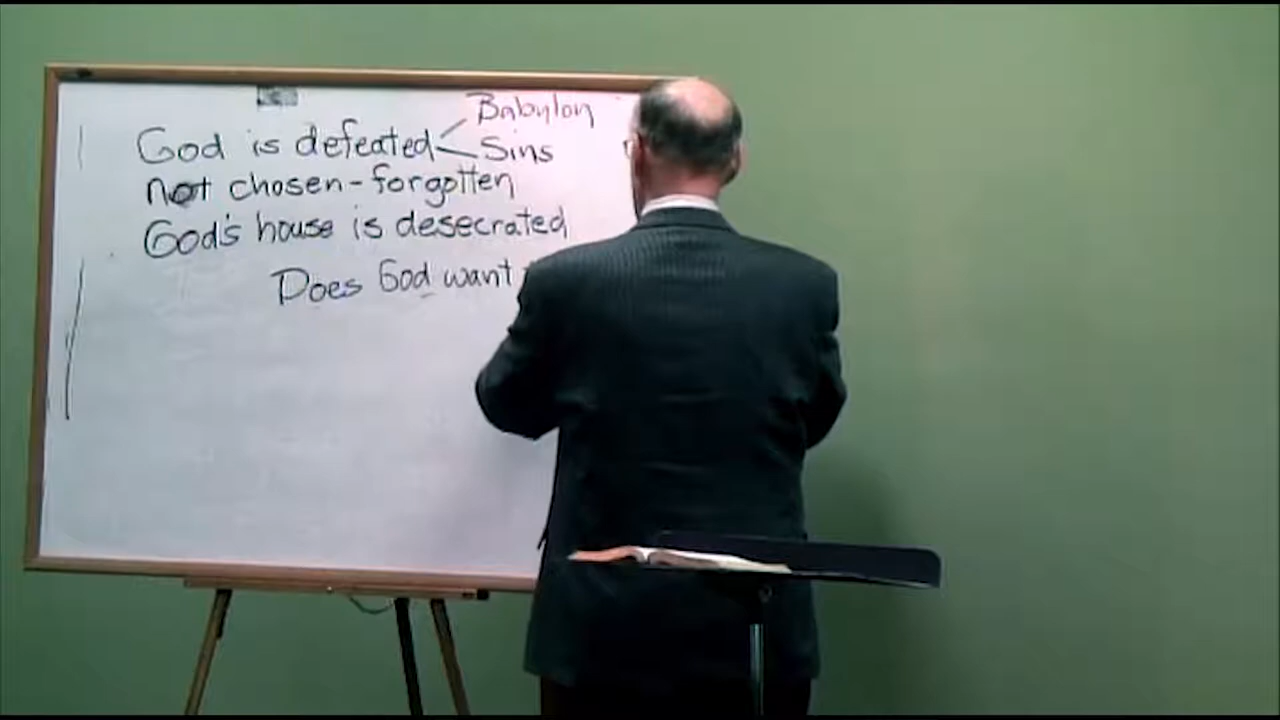 Babylon
God is defeated
Sins
not chosen - forgotten
God's house is desecrated
Does God want